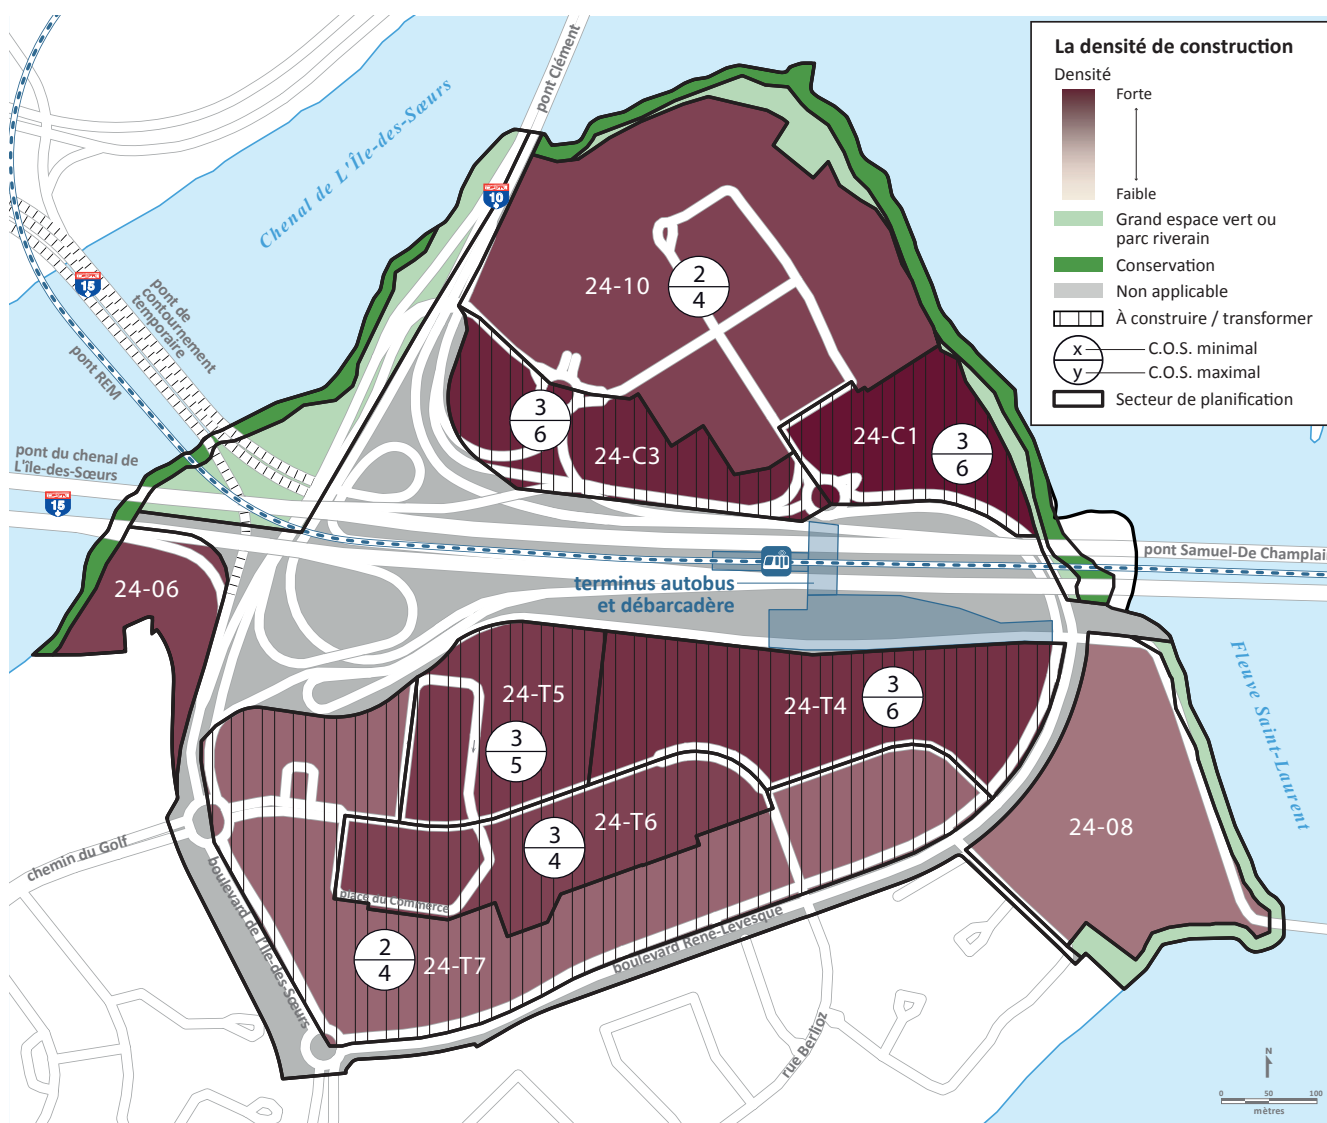 La densité de construction
Densité
Forte
Faible
Grand espace vert ou
parc riverain
Conservation
Non applicable
À construire / transformer
x
C.O.S. minimal
y
C.O.S. maximal
Secteur de planification
pont Clément
Chenal de L'Île-des-Sœurs
10
15
pont de
contournement
temporaire
pont REM
24-10
2
4
3
6
24-C3
24-C1
3
6
pont du chenal de
L'île-des-Sœurs
15
pont Samuel-De Champlain
24-06
terminus autobus
et débarcadère
Fleuve Saint-Laurent
24-T5
3
5
24-T4
3
6
24-T6
3
4
24-08
chemin du Golf
boulevard de l'Île-des-Sœurs
place du Commerce
2
4
24-T7
boulevard René-Lévesque
rue Berlioz
N
0 50 100
mètres